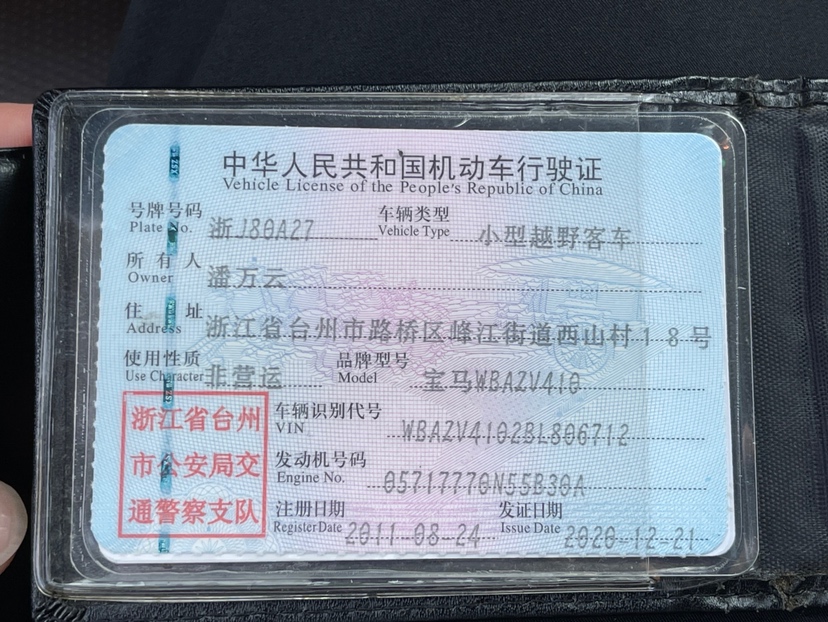 中华人民共和国机动车行驶证
Vehicle License of the People's Republic of China
号牌号码 浙J80A27 车辆类型 小型越野客车
Plate No. Vehicle Type
所有人 潘万云
Owner
住址 浙江省台州市路桥区峰江街道西山村18号
Address
使用性质 非营运 品牌型号 宝马WBAZV410
Use Character Model
浙江省台州
市公安局交
通警察支队
车辆识别代号 WBAZV4102BL806712
VIN
发动机号码 05717770N55B30A
Engine No.
注册日期 2011-08-24 发证日期 2020-12-21
Register Date Issue Date